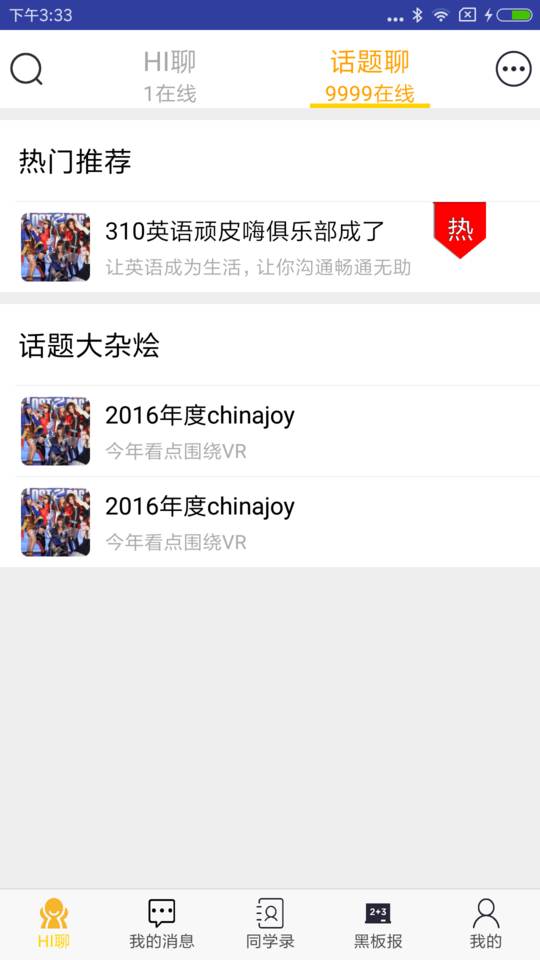 下午3:33
HI聊
话题聊
1在线
9999在线
热门推荐
310英语顽皮嗨俱乐部成了
热
让英语成为生活，让你沟通畅通无助
话题大杂烩
2016年度chinajoy
今年看点围绕VR
2016年度chinajoy
今年看点围绕VR
2+3
HI聊
我的消息
同学录
黑板报
我的